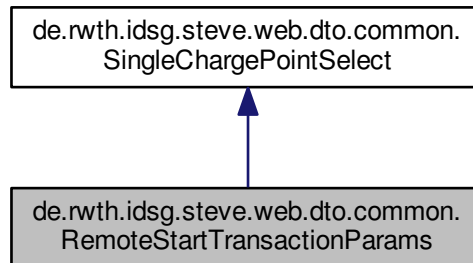 de.rwth.idsg.steve.web.dto.common.
SingleChargePointSelect
de.rwth.idsg.steve.web.dto.common.
RemoteStartTransactionParams